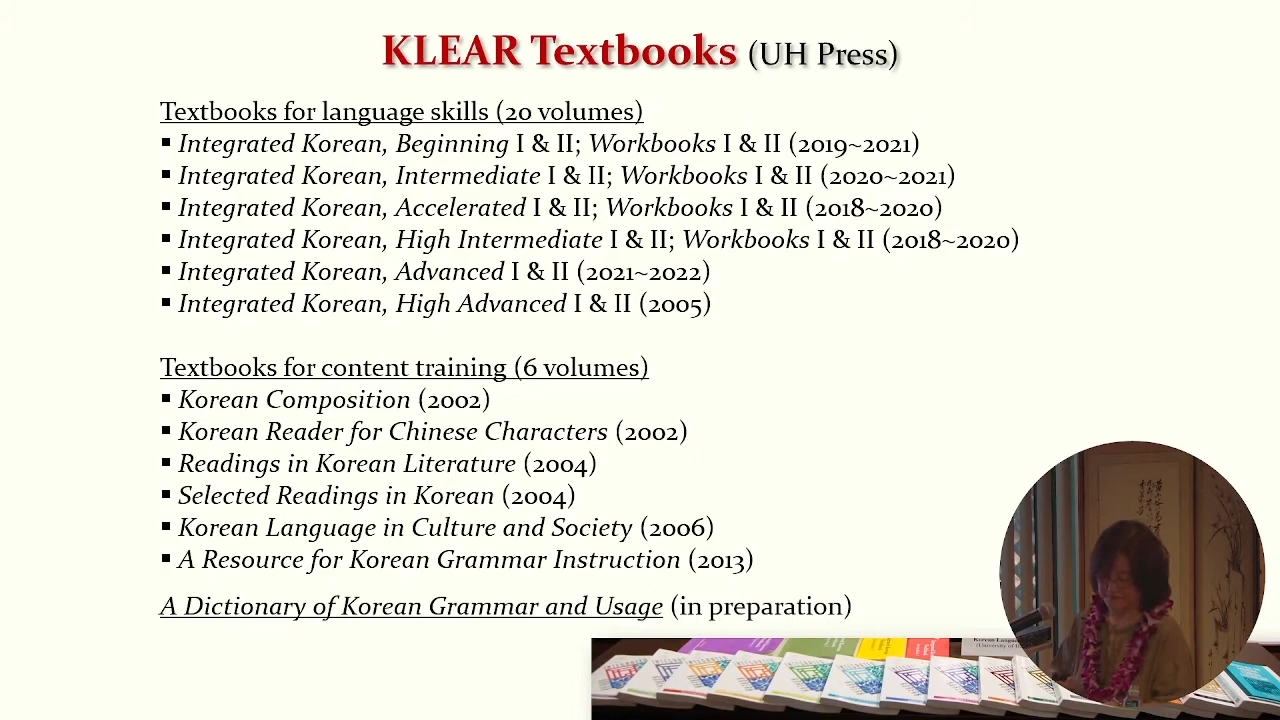 KLEAR Textbooks (UH Press)
Textbooks for language skills (20 volumes)
▪ Integrated Korean, Beginning I & II; Workbooks I & II (2019~2021)
▪ Integrated Korean, Intermediate I & II; Workbooks I & II (2020~2021)
▪ Integrated Korean, Accelerated I & II; Workbooks I & II (2018~2020)
▪ Integrated Korean, High Intermediate I & II; Workbooks I & II (2018~2020)
▪ Integrated Korean, Advanced I & II (2021~2022)
▪ Integrated Korean, High Advanced I & II (2005)
Textbooks for content training (6 volumes)
▪ Korean Composition (2002)
▪ Korean Reader for Chinese Characters (2002)
▪ Readings in Korean Literature (2004)
▪ Selected Readings in Korean (2004)
▪ Korean Language in Culture and Society (2006)
▪ A Resource for Korean Grammar Instruction (2013)
A Dictionary of Korean Grammar and Usage (in preparation)